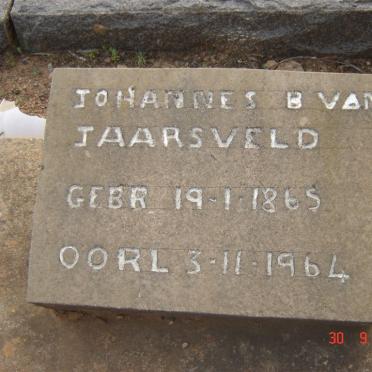 JOHANNES B VAN
JAARSVELD
GEBR 19-1-1865
OORL 3-11-1964
30 9